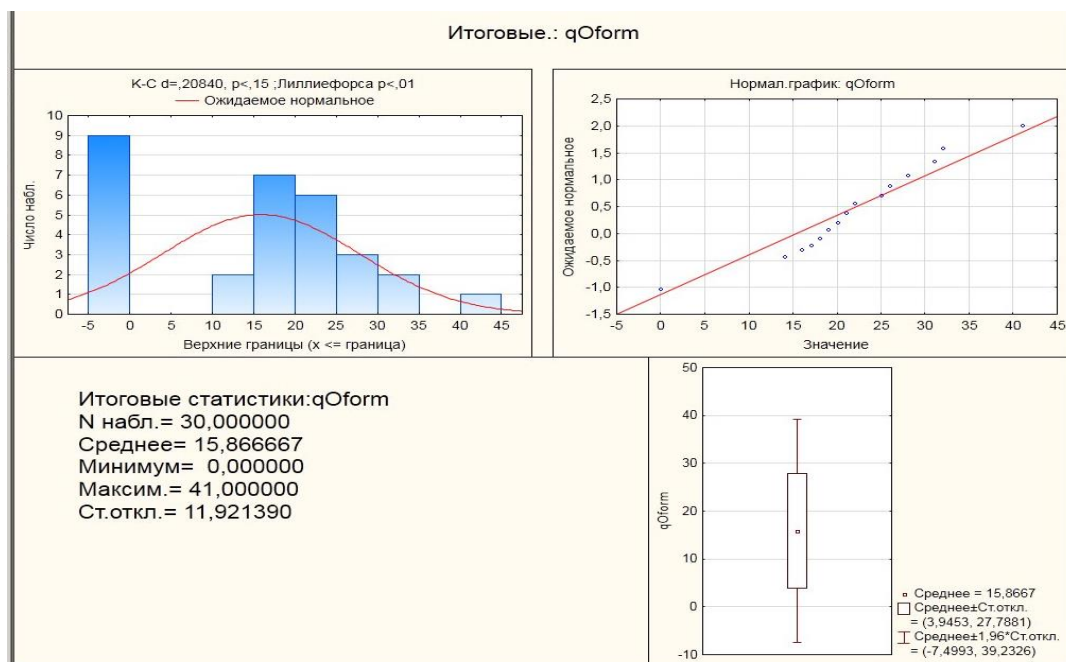 Итоговые.: qOform
K-C d=,20840, p<,15 ;Лиллиефорса p<,01
Ожидаемое нормальное
10
9
8
7
6
5
4
3
2
1
0
Число набл.
-5 0 5 10 15 20 25 30 35 40 45
Верхние границы (x <= граница)
Нормал.график: qOform
2,5
2,0
1,5
1,0
0,5
0,0
-0,5
-1,0
-1,5
Ожидаемое нормальное
-5 0 5 10 15 20 25 30 35 40 45
Значение
Итоговые статистики:qOform
N набл.= 30,000000
Среднее= 15,866667
Минимум= 0,000000
Максим.= 41,000000
Ст.откл.= 11,921390
50
40
30
20
10
0
-10
qOform
Среднее = 15,8667
Среднее±Ст.откл.
= (3,9453, 27,7881)
Среднее±1,96*Ст.откл.
= (-7,4993, 39,2326)